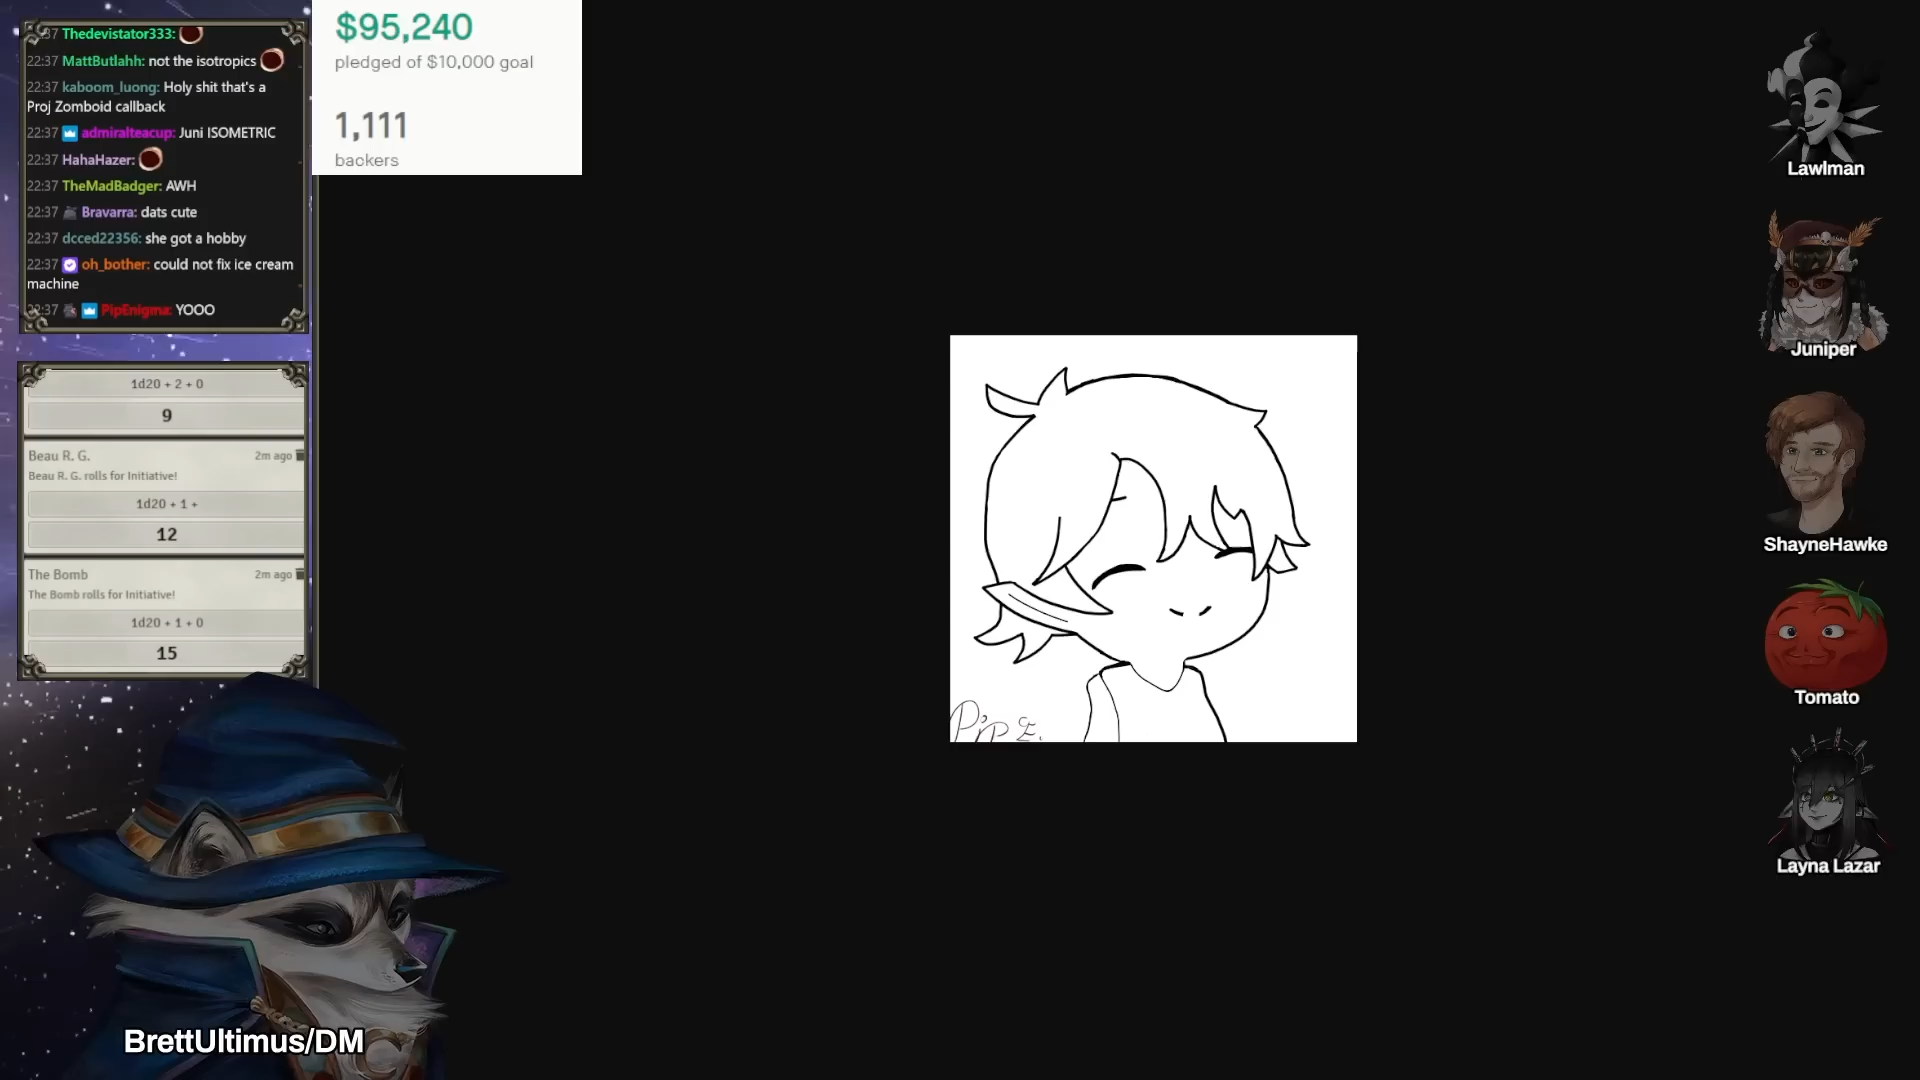 22:37 Thedevistator333:
22:37 MattButlahh: not the isotropics
22:37 kaboom_luong: Holy shit that's a
Proj Zomboid callback
22:37 admiralteacup: Juni ISOMETRIC
22:37 HahaHazer:
22:37 TheMadBadger: AWH
22:37 Bravarra: dats cute
22:37 dcced22356: she got a hobby
22:37 oh_bother: could not fix ice cream
machine
22:37 PipEnigma: YOOO
$95,240
pledged of $10,000 goal
1,111
backers
1d20 + 2 + 0
9
Beau R. G. 2m ago
Beau R. G. rolls for Initiative!
1d20 + 1 +
12
The Bomb 2m ago
The Bomb rolls for Initiative!
1d20 + 1 + 0
15
BrettUltimus/DM
Pip E.
Lawlman
Juniper
ShayneHawke
Tomato
Layna Lazar